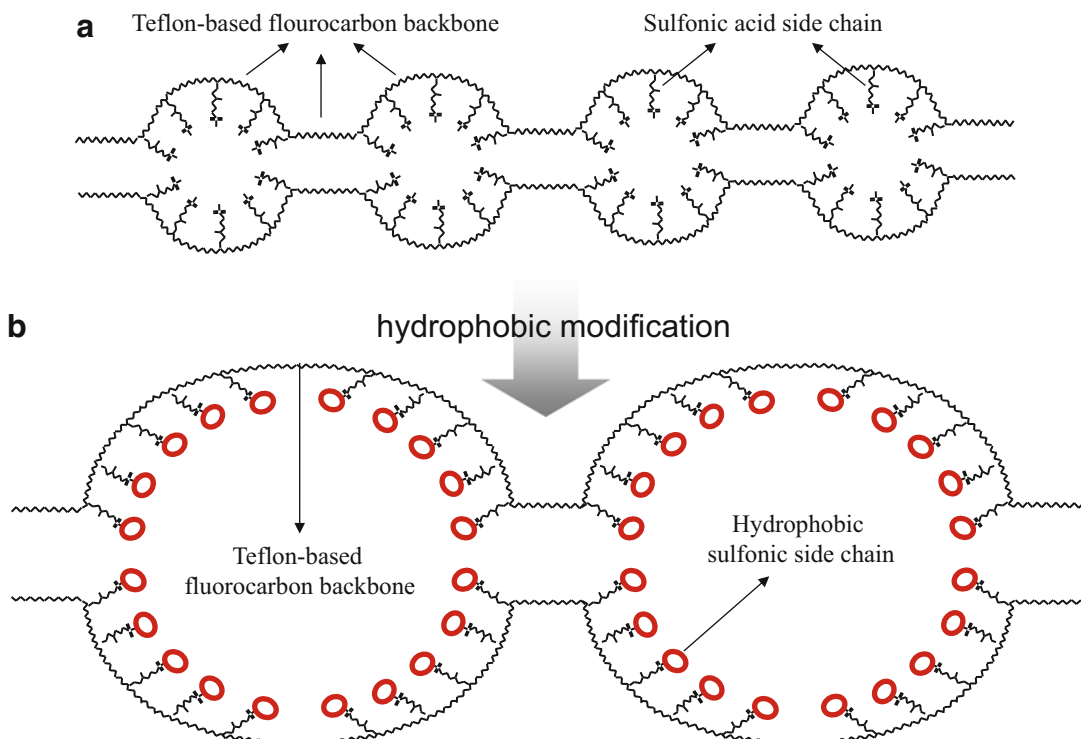 a
Teflon-based flourocarbon backbone
Sulfonic acid side chain
b
hydrophobic modification
Teflon-based
fluorocarbon backbone
Hydrophobic
sulfonic side chain